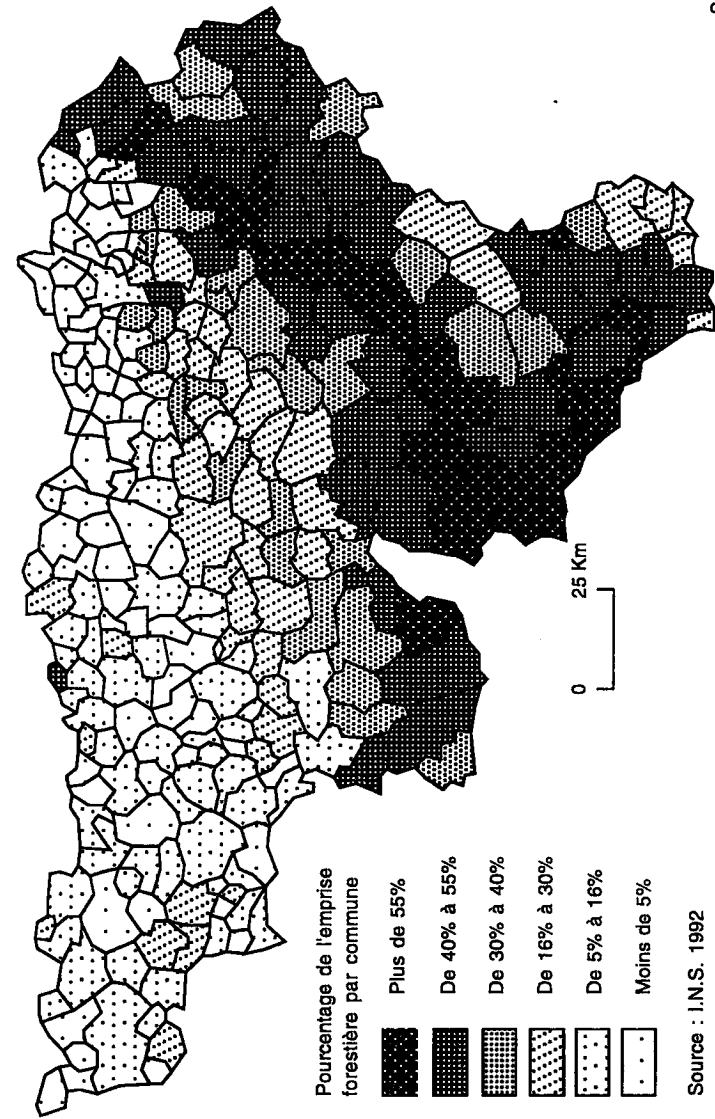 Pourcentage de l'emprise
forestière par commune
Plus de 55%
De 40% à 55%
De 30% à 40%
De 16% à 30%
De 5% à 16%
Moins de 5%
Source : I.N.S. 1992
0 25 Km